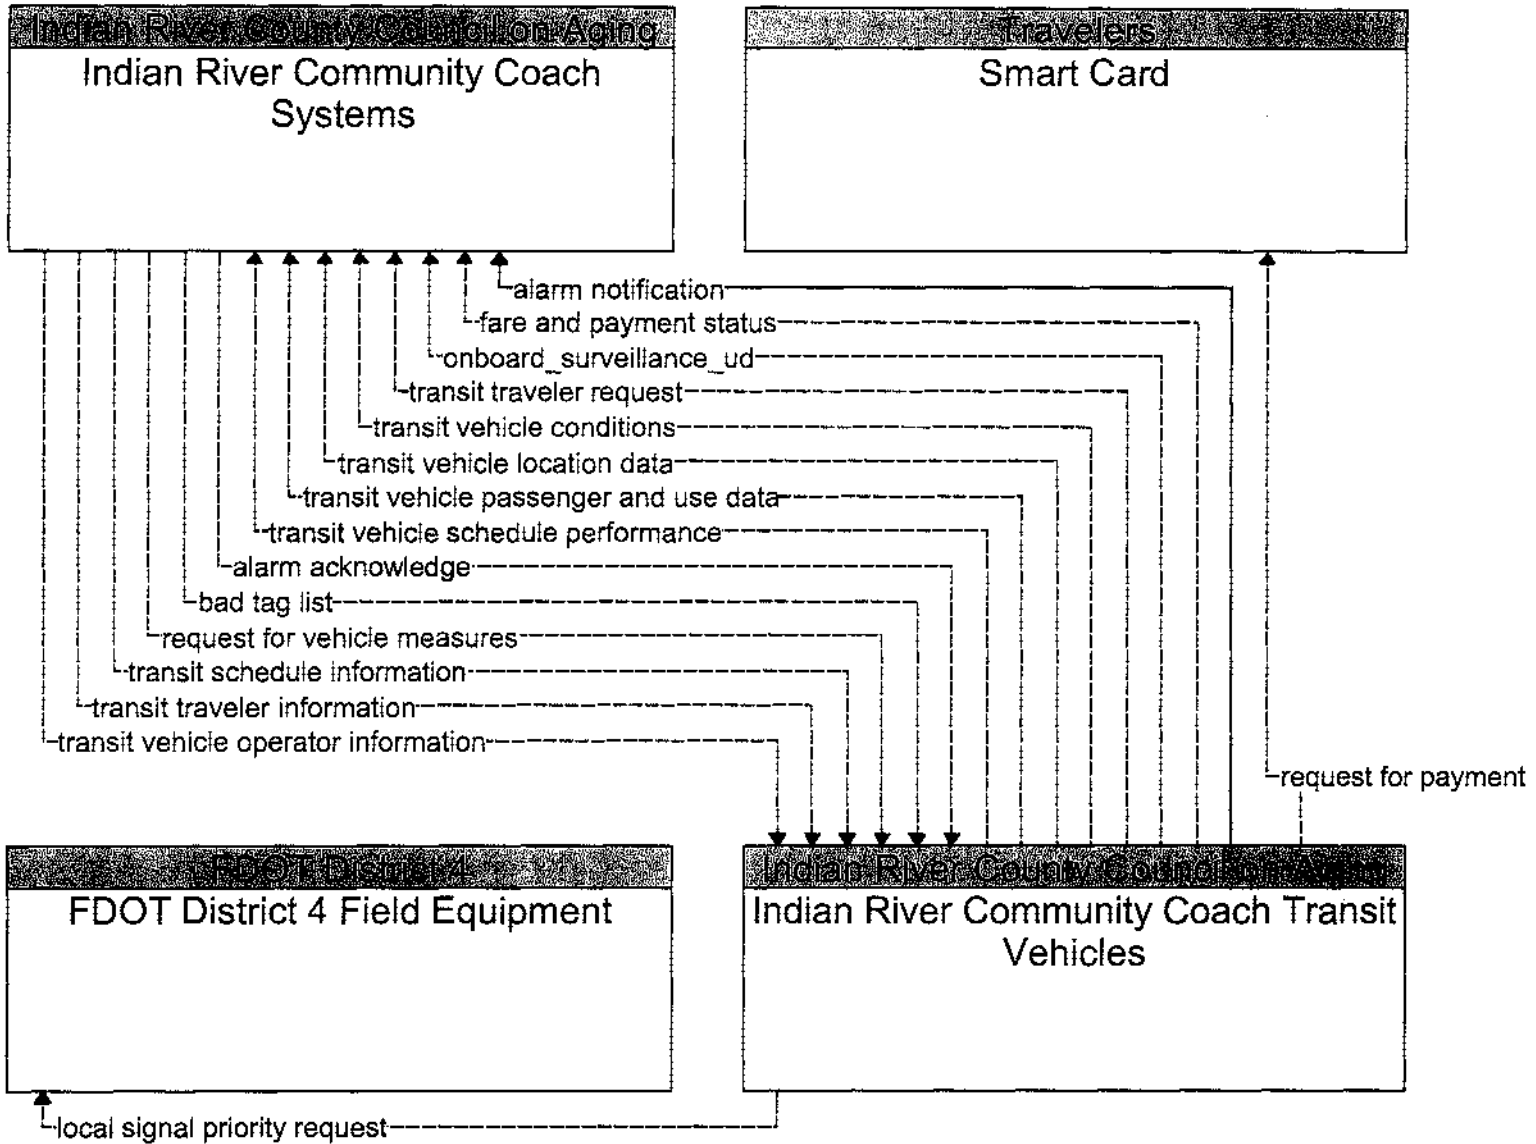 Indian River County Council on Aging
Indian River Community Coach
Systems
Travelers
Smart Card
alarm notification
fare and payment status
onboard_surveillance_ud
transit traveler request
transit vehicle conditions
transit vehicle location data
transit vehicle passenger and use data
transit vehicle schedule performance
alarm acknowledge
bad tag list
request for vehicle measures
transit schedule information
transit traveler information
transit vehicle operator information
request for payment
FDOT District 4
FDOT District 4 Field Equipment
Indian River County Council on Aging
Indian River Community Coach Transit
Vehicles
local signal priority request